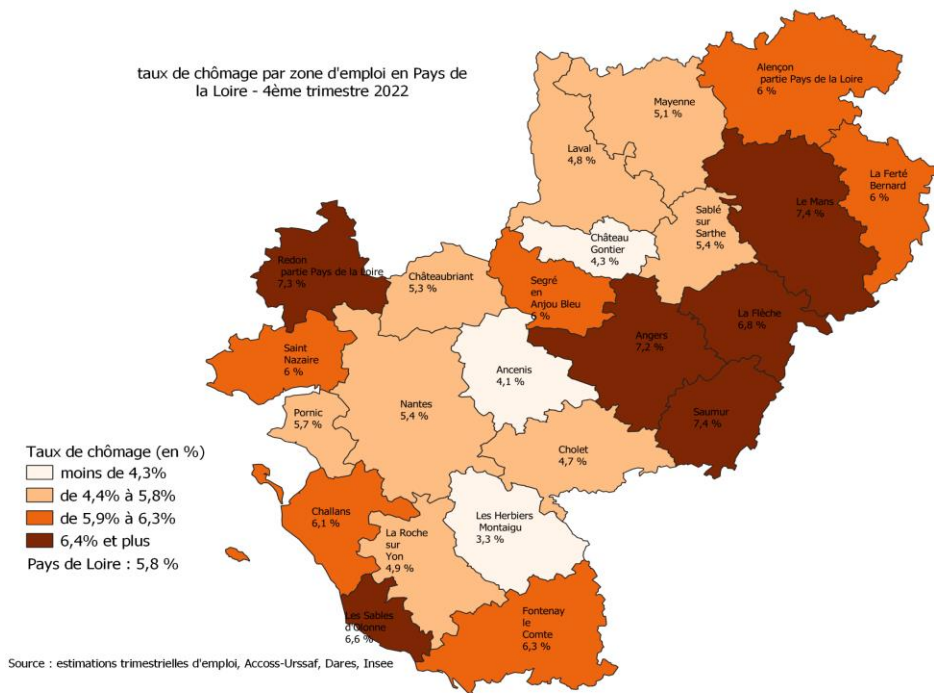 taux de chômage par zone d'emploi en Pays de
la Loire - 4ème trimestre 2022
Alençon
partie Pays de la Loire
6 %
Mayenne
5,1 %
Laval
4,8 %
La Ferté
Bernard
6 %
Le Mans
7,4 %
Sablé
sur
Sarthe
5,4 %
Château
Gontier
4,3 %
Redon
partie Pays de la Loire
7,3 %
Châteaubriant
5,3 %
Segré
en
Anjou Bleu
6 %
La Flèche
6,8 %
Angers
7,2 %
Saint
Nazaire
6 %
Ancenis
4,1 %
Nantes
5,4 %
Pornic
5,7 %
Saumur
7,4 %
Cholet
4,7 %
Taux de chômage (en %)
moins de 4,3%
de 4,4% à 5,8%
de 5,9% à 6,3%
6,4% et plus
Pays de Loire : 5,8 %
Challans
6,1 %
Les Herbiers
Montaigu
3,3 %
La Roche
sur
Yon
4,9 %
Les Sables
d'Olonne
6,6 %
Fontenay
le
Comte
6,3 %
Source : estimations trimestrielles d'emploi, Accoss-Urssaf, Dares, Insee